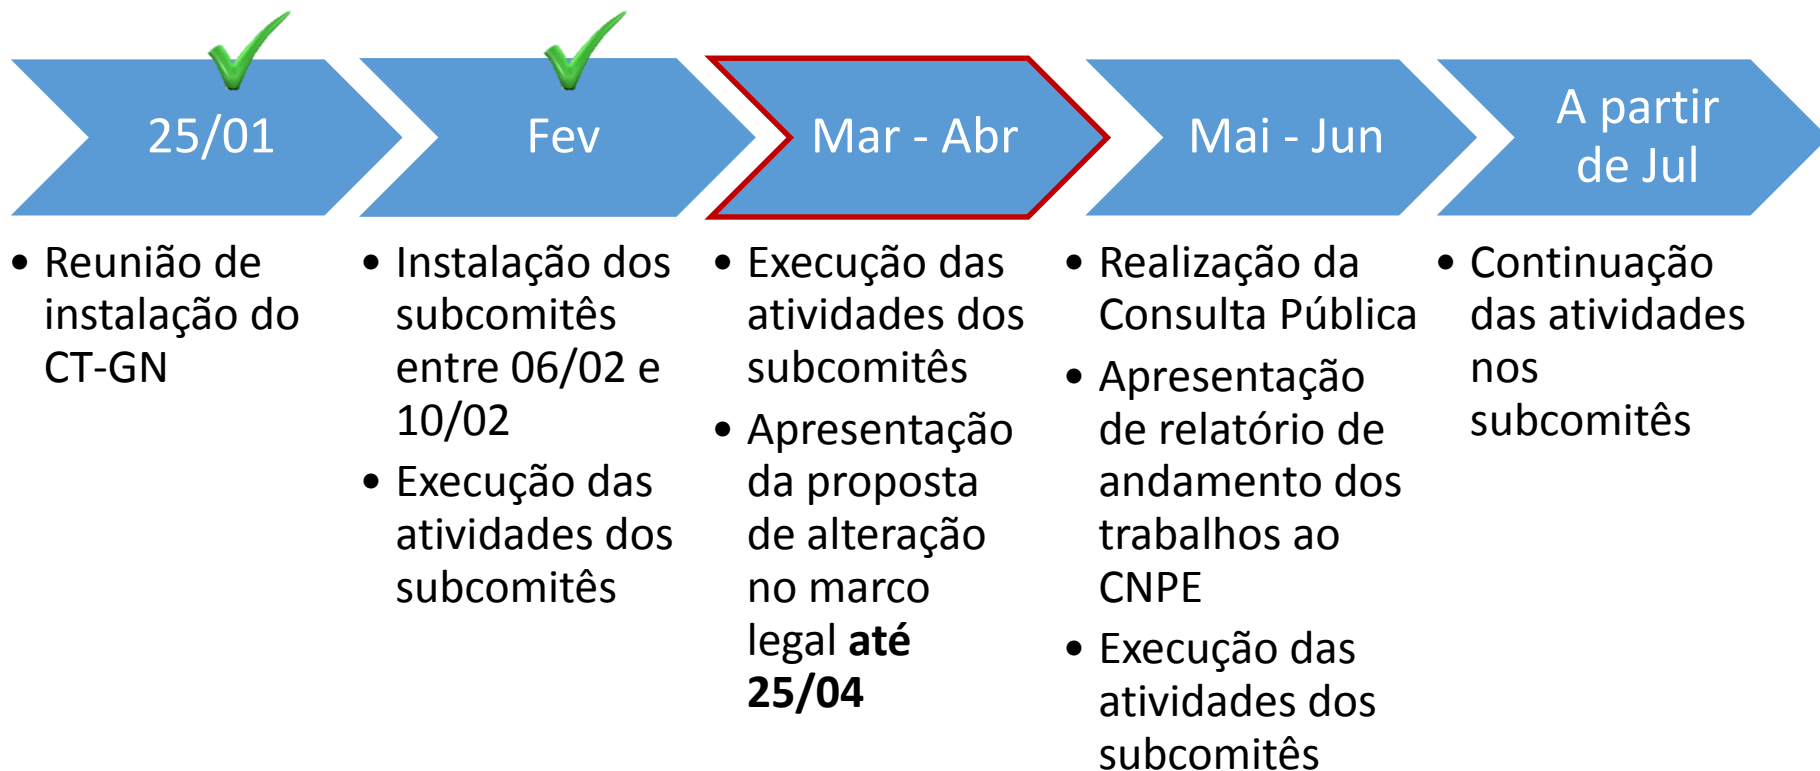 25/01
Fev
Mar - Abr
Mai - Jun
A partir
de Jul
• Reunião de
instalação do
CT-GN
• Instalação dos
subcomitês
entre 06/02 e
10/02
• Execução das
atividades dos
subcomitês
• Execução das
atividades dos
subcomitês
• Apresentação
da proposta
de alteração
no marco
legal até
25/04
• Realização da
Consulta Pública
• Apresentação
de relatório de
andamento dos
trabalhos ao
CNPE
• Execução das
atividades dos
subcomitês
• Continuação
das atividades
nos
subcomitês